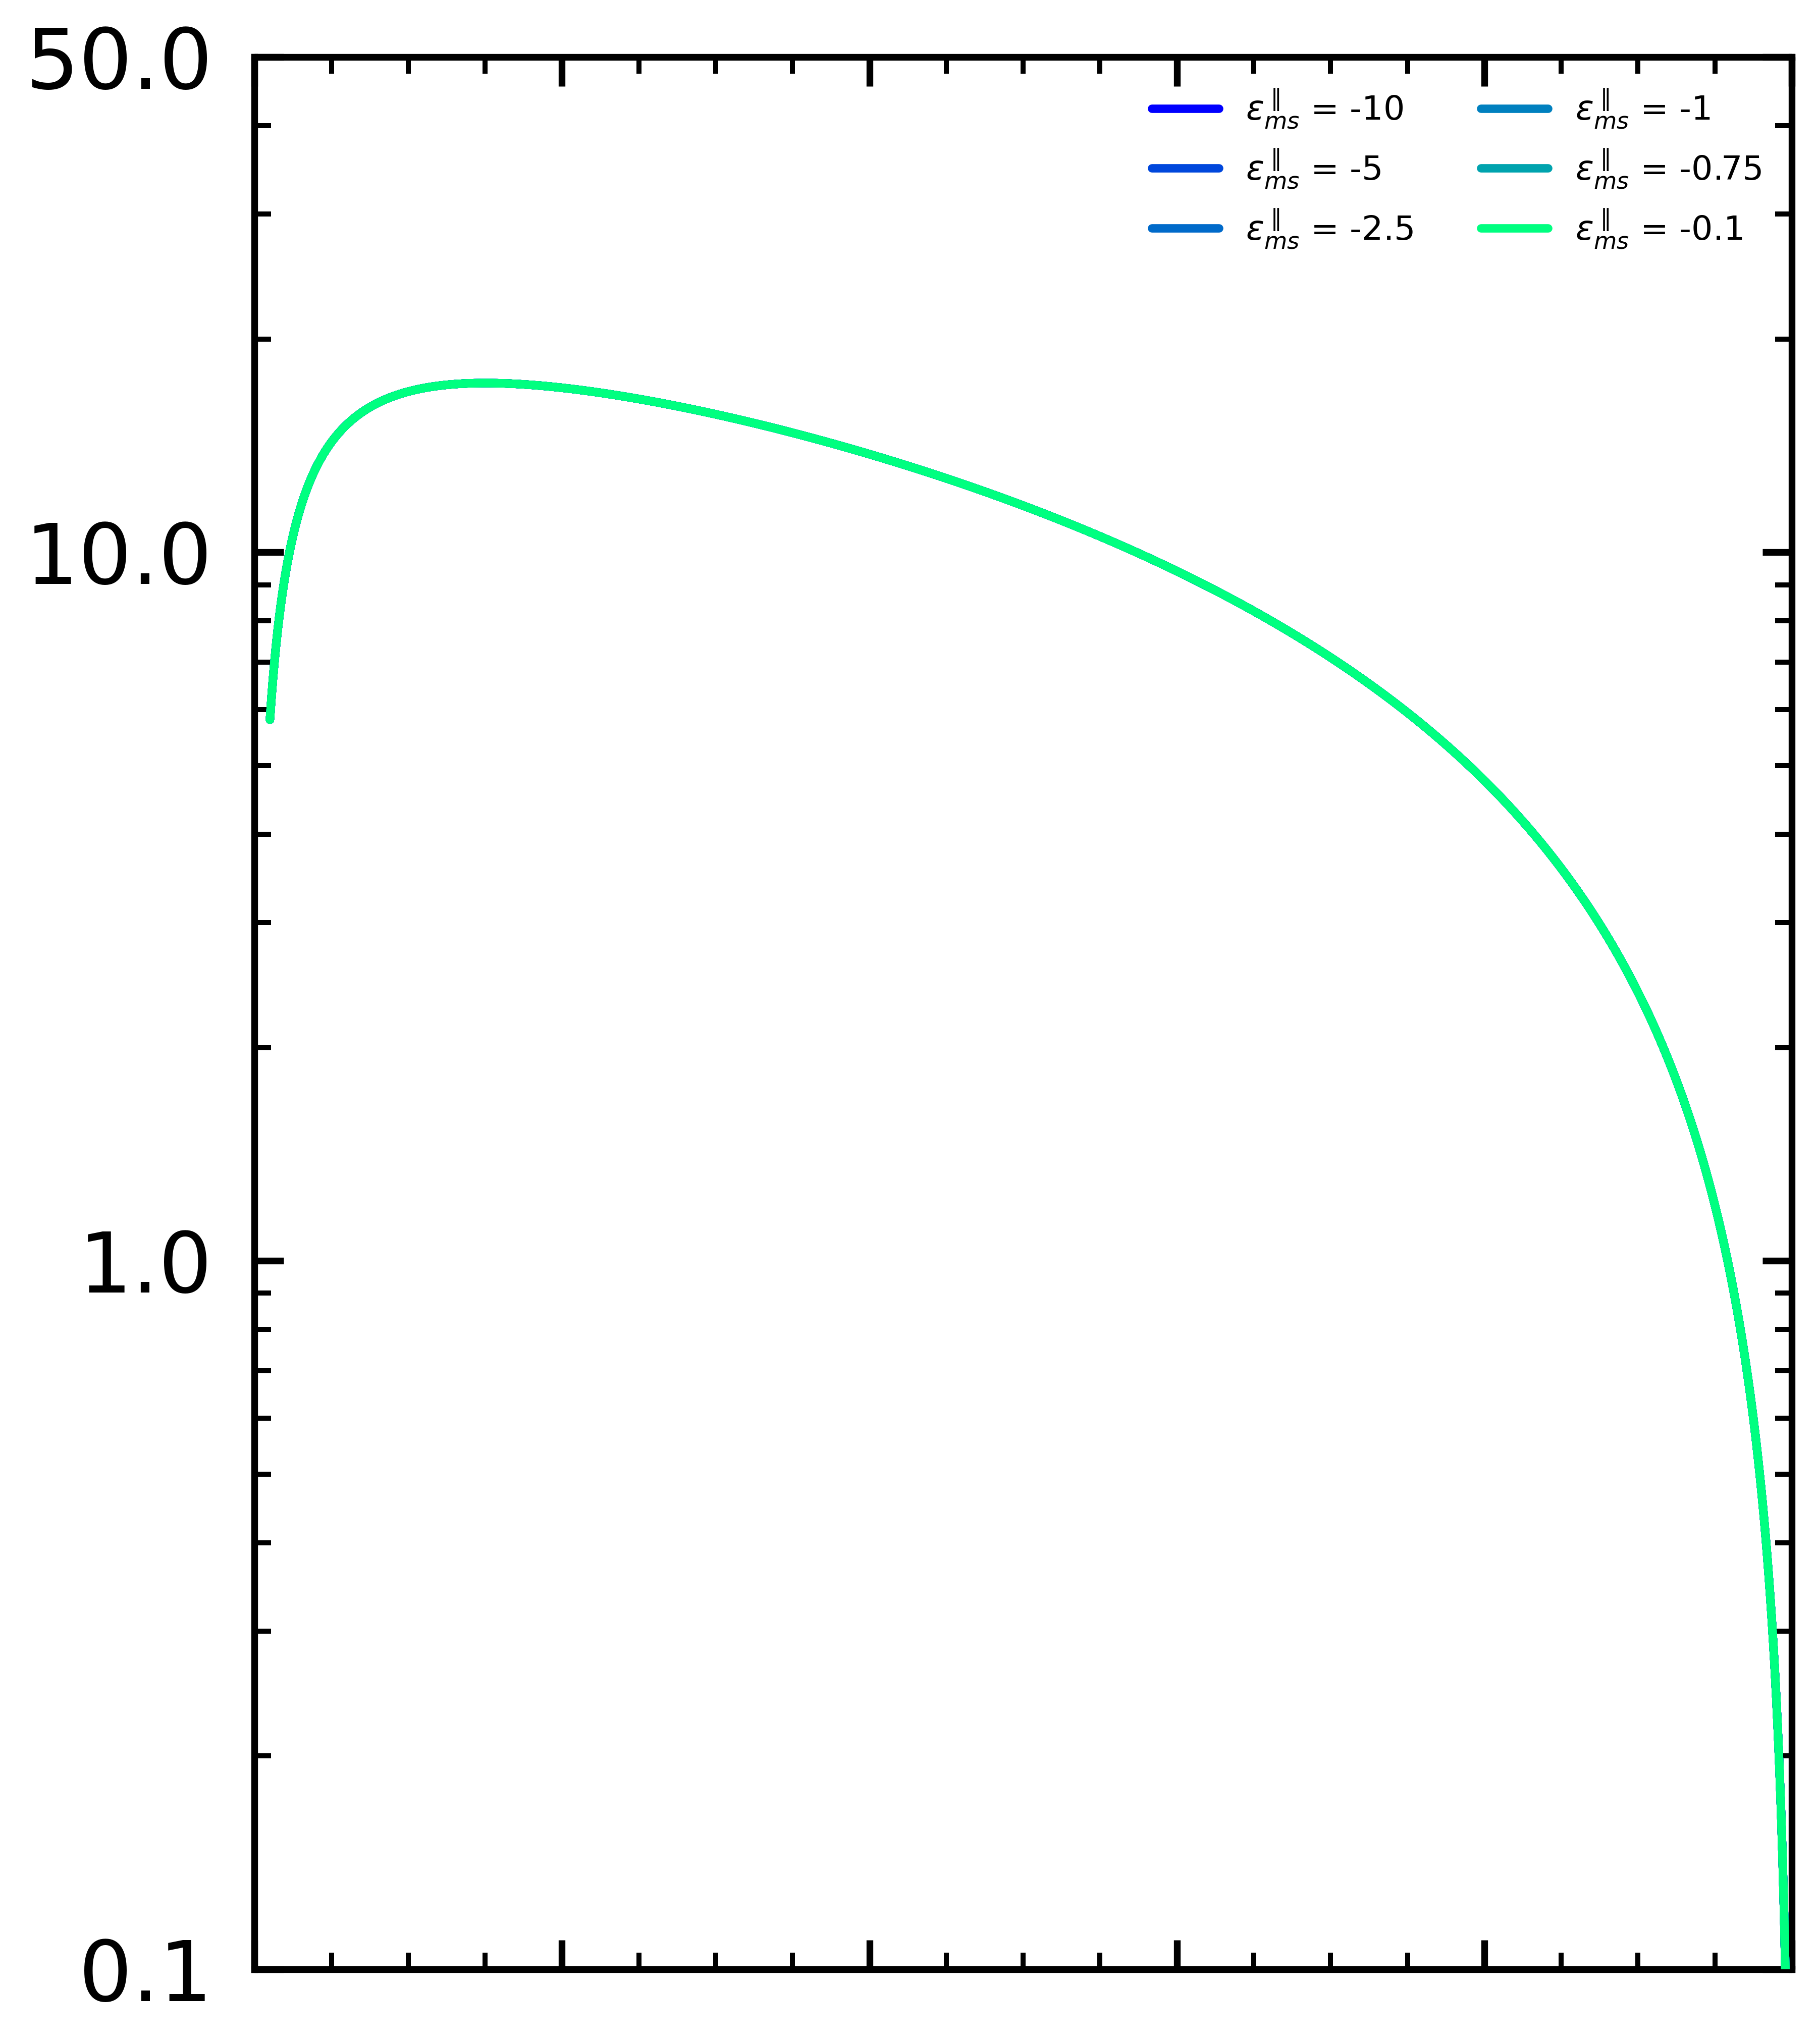 50.0
10.0
1.0
0.1
ε∥ms = -10
ε∥ms = -5
ε∥ms = -2.5
ε∥ms = -1
ε∥ms = -0.75
ε∥ms = -0.1